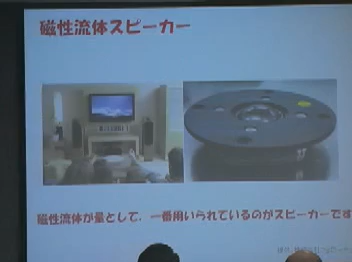 磁性流体スピーカー
磁性流体が量として、一番用いられているのがスピーカーです